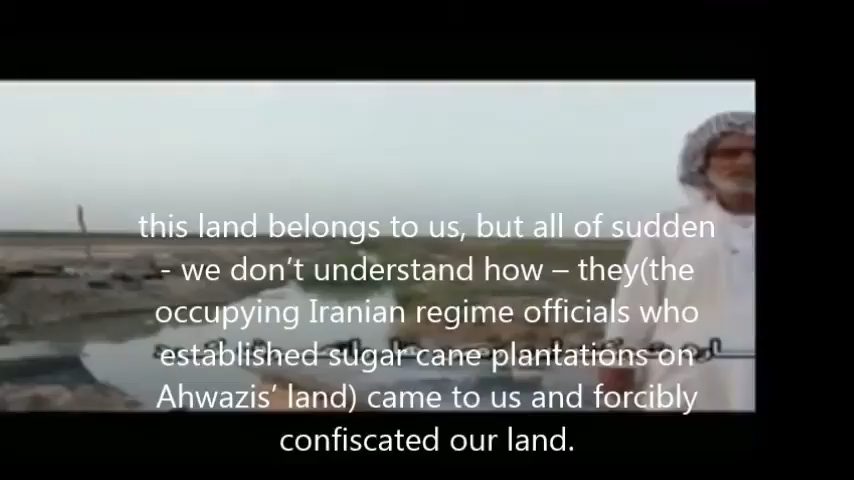 this land belongs to us, but all of sudden
- we don’t understand how – they(the
occupying Iranian regime officials who
established sugar cane plantations on
Ahwazis’ land) came to us and forcibly
confiscated our land.